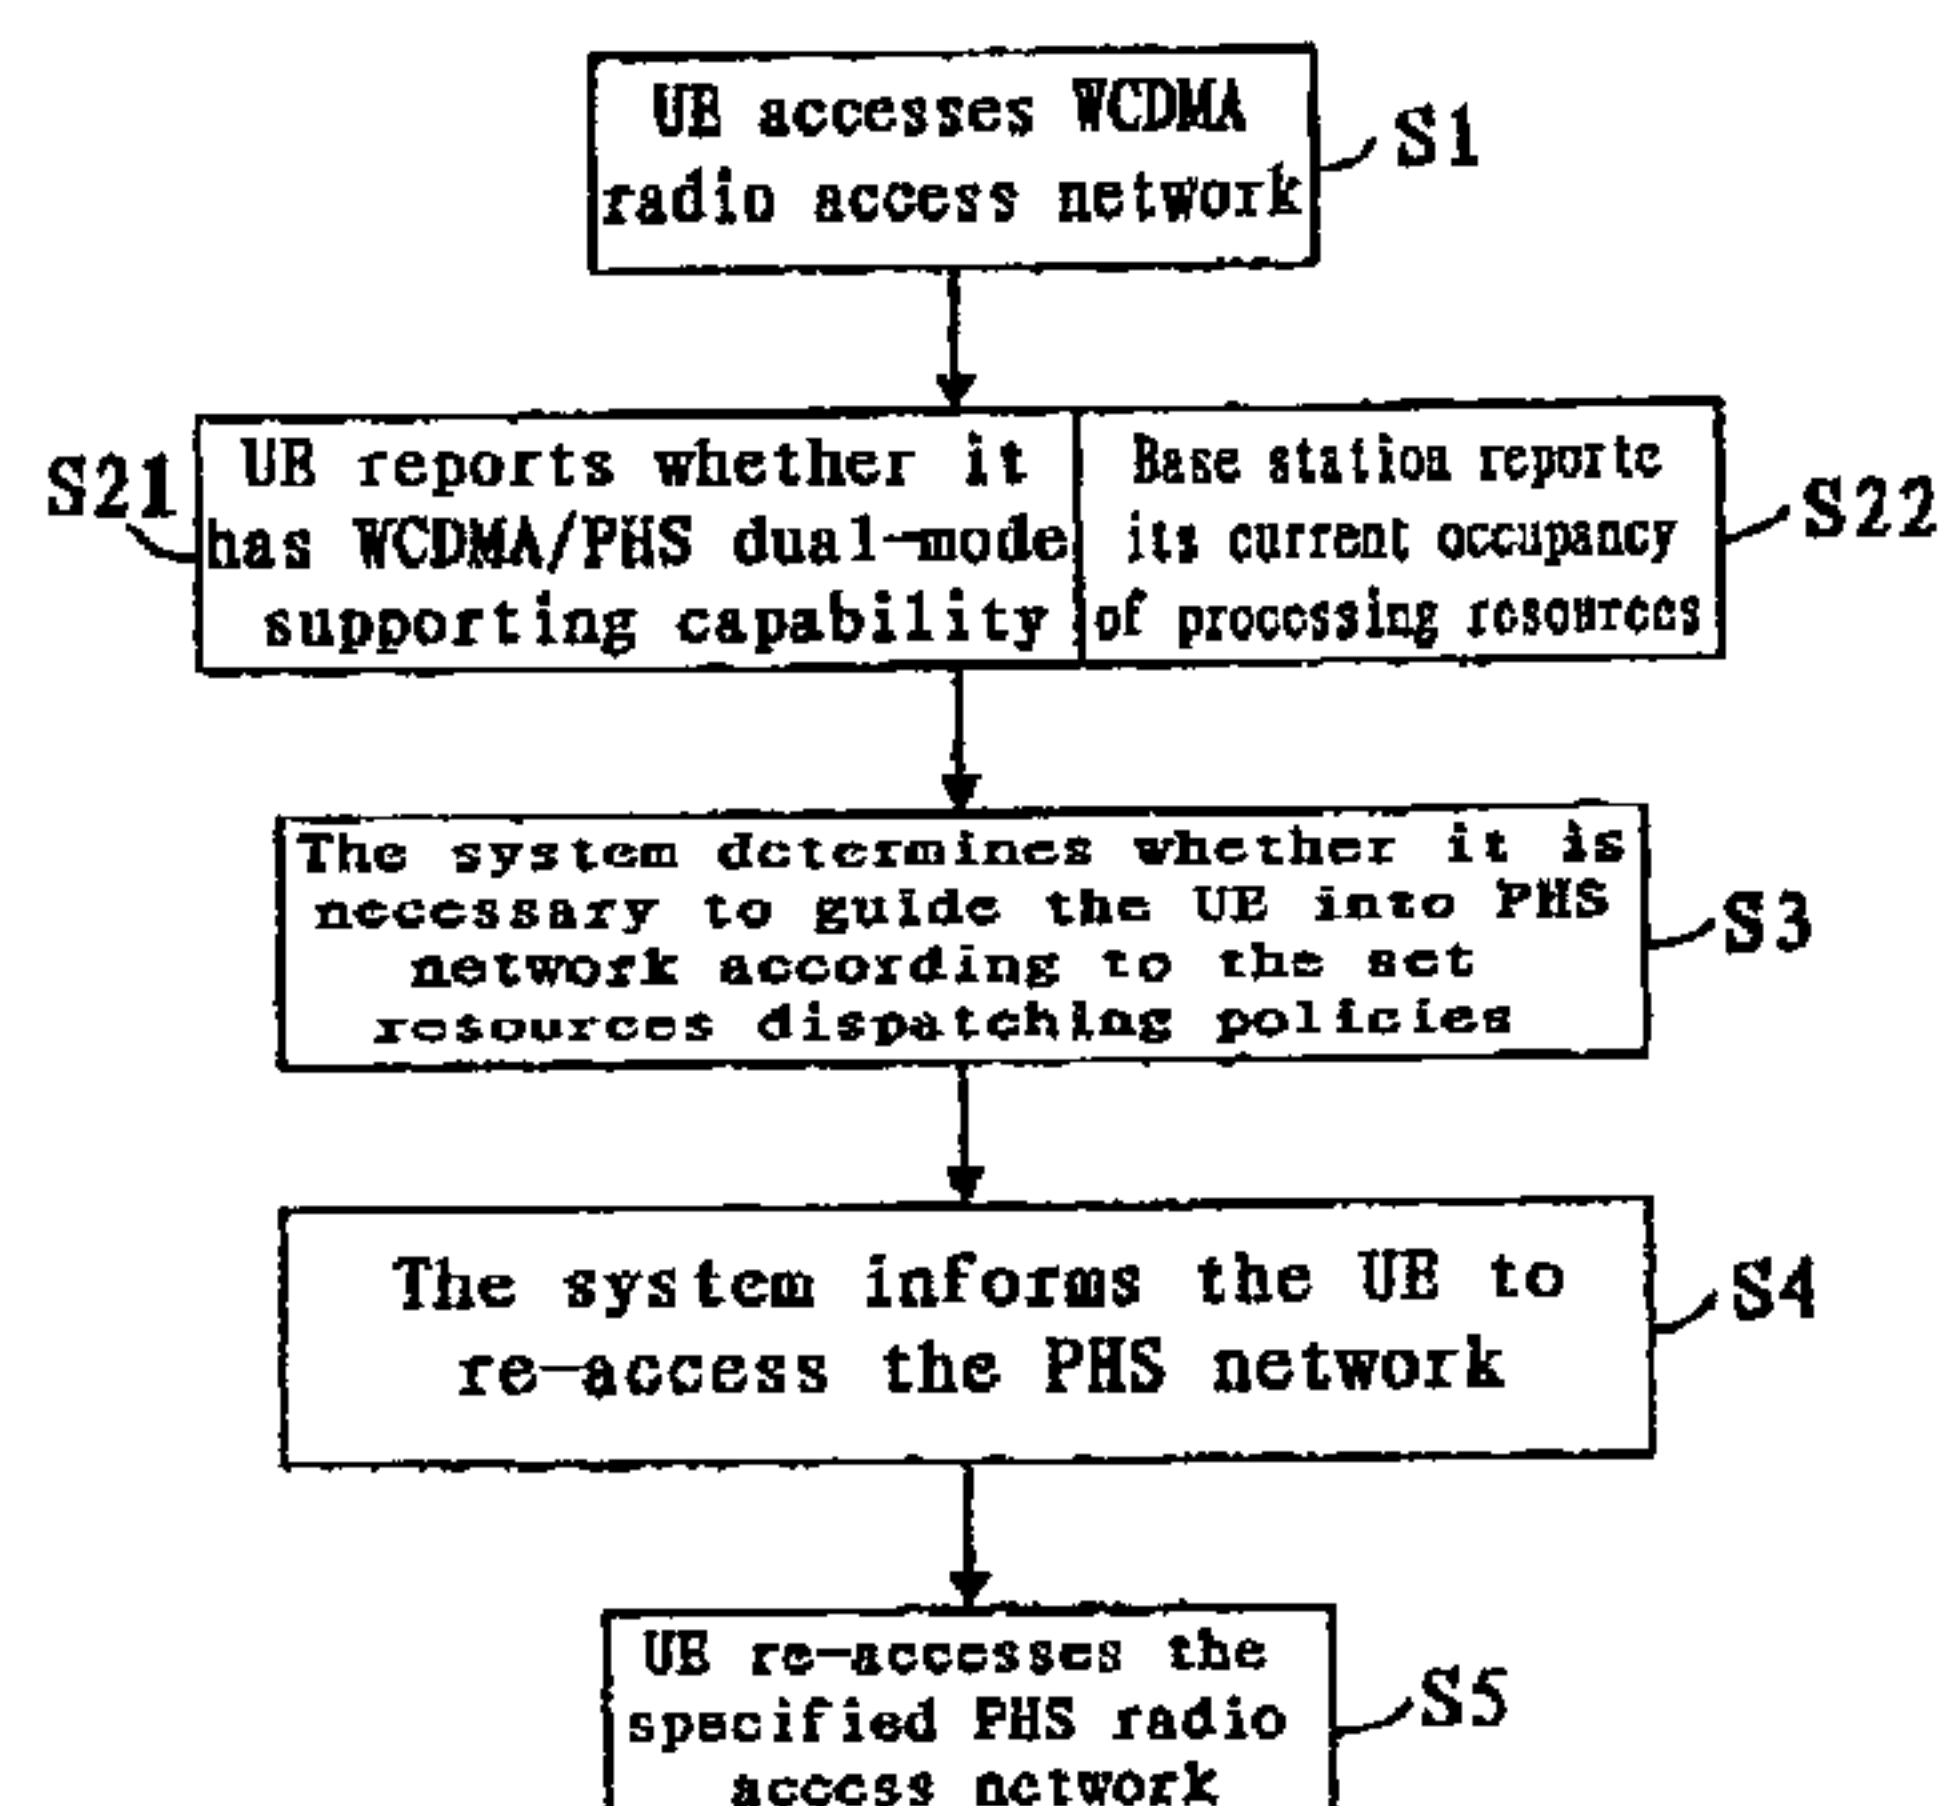 UE accesses WCDMA
radio access network
S1
S21
UE reports whether it
has WCDMA/PHS dual-mode
supporting capability
Base station reporte
its current occupancy
of processing resources
S22
The system determines whether it is
necessary to guide the UE into PHS
network according to the set
resources dispatching policies
S3
The system informs the UE to
re-access the PHS network
S4
UE re-accesses the
specified PHS radio
access network
S5